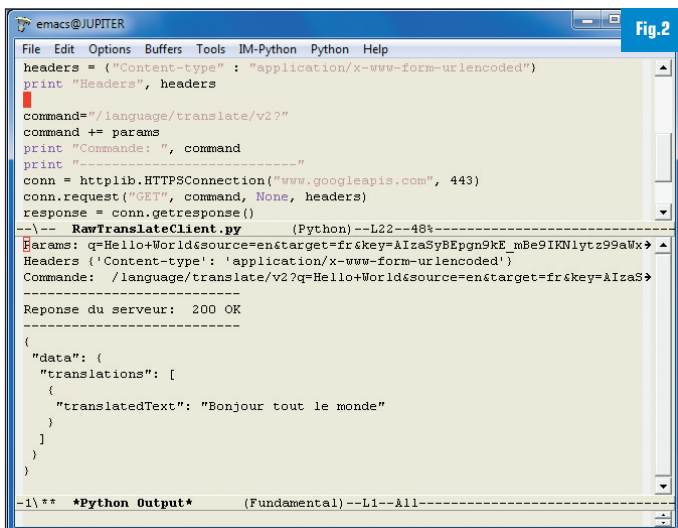 emacs@JUPITER
Fig.2
File Edit Options Buffers Tools IM-Python Python Help
headers = {"Content-type" : "application/x-www-form-urlencoded"}
print "Headers", headers
command="/language/translate/v2?"
command += params
print "Commande: ", command
print "---------------------------"
conn = httplib.HTTPSConnection("www.googleapis.com", 443)
conn.request("GET", command, None, headers)
response = conn.getresponse()
--\-- RawTranslateClient.py (Python)--L22--48%--------------------------------
Params: q=Hello+World&source=en&target=fr&key=AIzaSyBEpgn9kE_mBe9IKNlytz99aWx
Headers {'Content-type': 'application/x-www-form-urlencoded'}
Commande: /language/translate/v2?q=Hello+World&source=en&target=fr&key=AIzaS
---------------------------
Reponse du serveur: 200 OK
---------------------------
{
"data": {
"translations": [
{
"translatedText": "Bonjour tout le monde"
}
]
}
}
-1\** *Python Output* (Fundamental)--L1--All--------------------------------